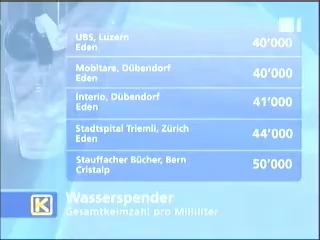 UBS, Luzern
Eden
40'000
Mobitare, Dübendorf
Eden
40'000
Interio, Dübendorf
Eden
41'000
Stadtspital Triemli, Zürich
Eden
44'000
Stauffacher Bücher, Bern
Cristalp
50'000
K
Wasserspender
Gesamtkeimzahl pro Milliliter